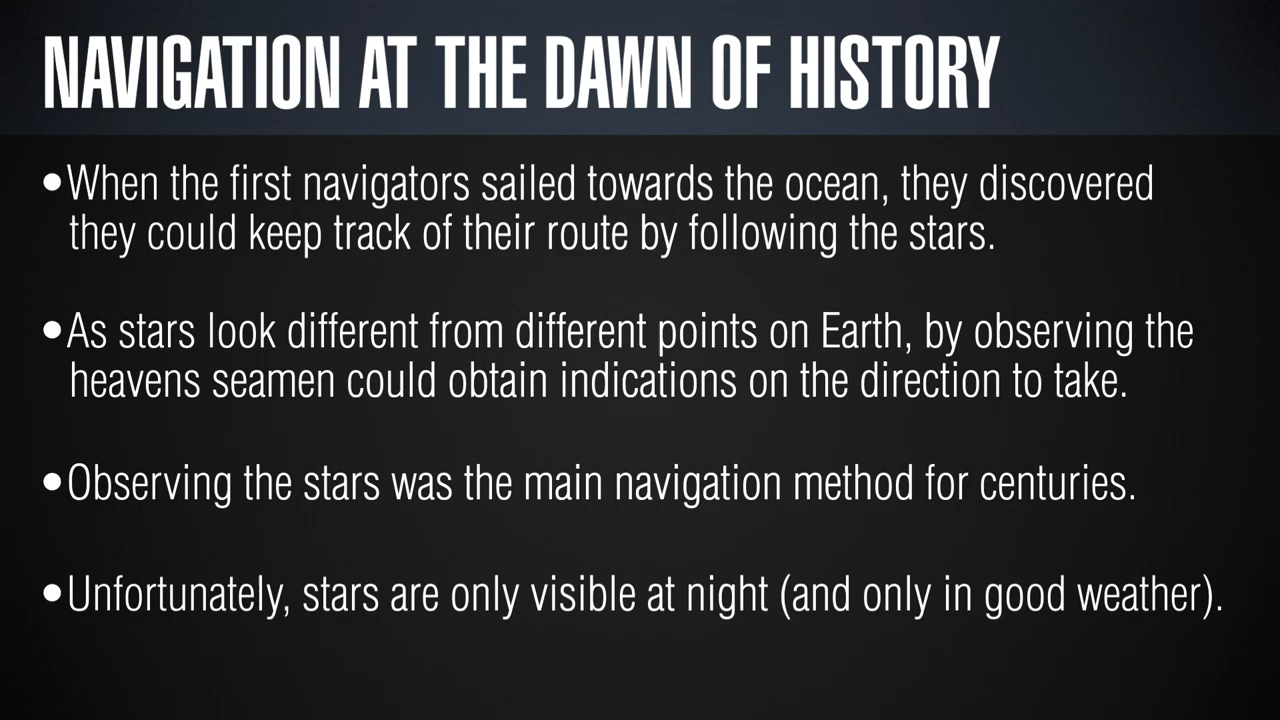 NAVIGATION AT THE DAWN OF HISTORY
•When the first navigators sailed towards the ocean, they discovered
they could keep track of their route by following the stars.
•As stars look different from different points on Earth, by observing the
heavens seamen could obtain indications on the direction to take.
•Observing the stars was the main navigation method for centuries.
•Unfortunately, stars are only visible at night (and only in good weather).